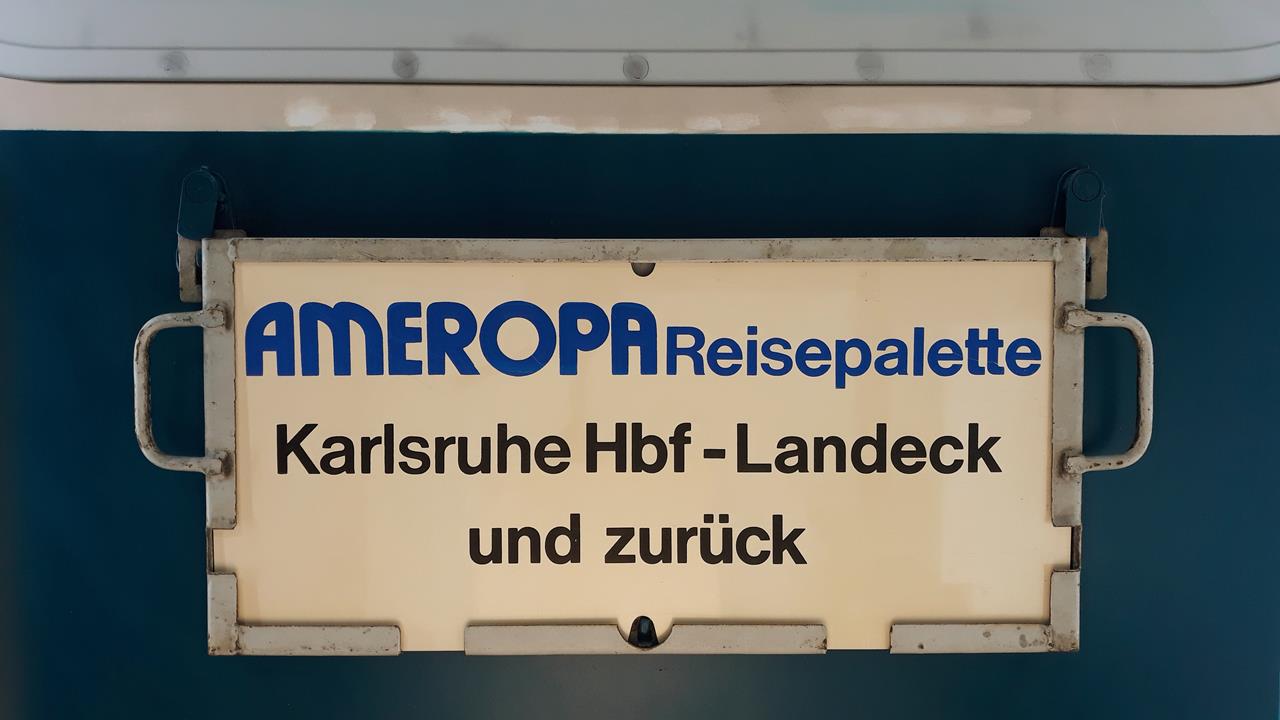 AMEROPA Reisepalette
Karlsruhe Hbf - Landeck
und zurück